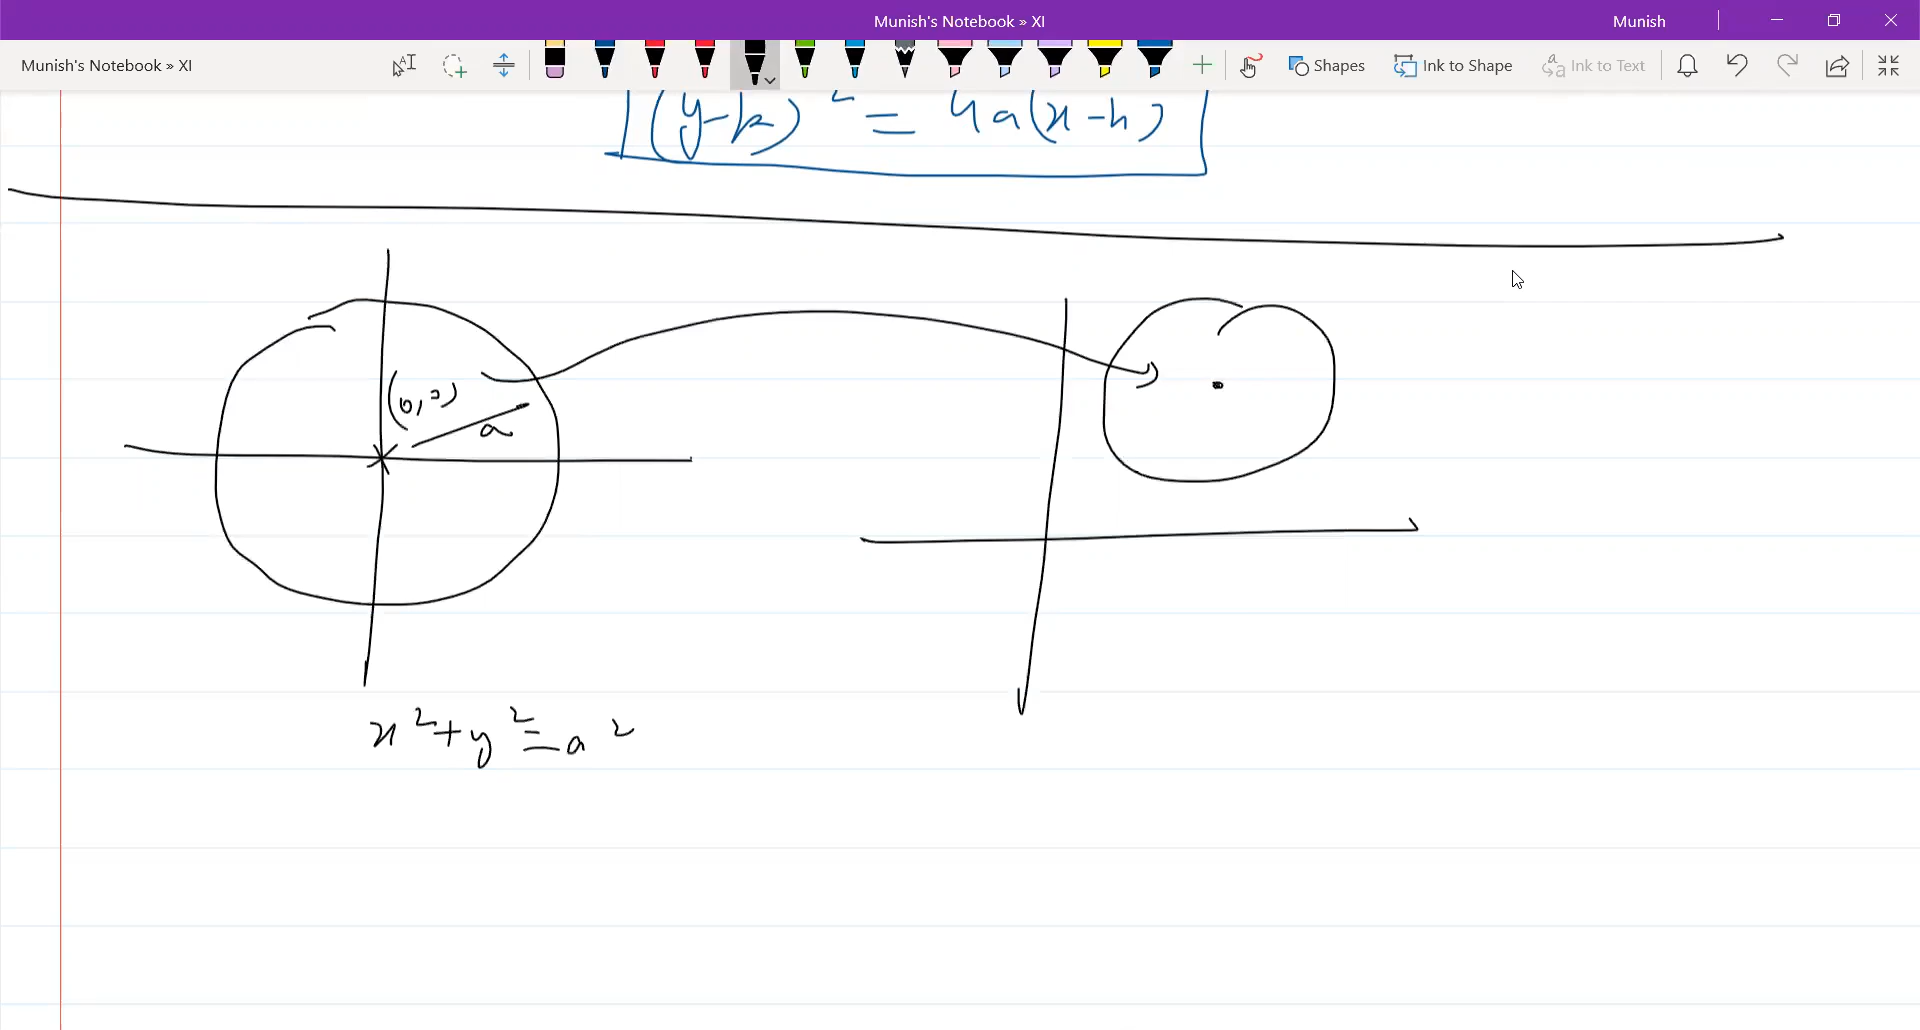 Munish's Notebook » XI
Munish
Munish's Notebook » XI
Shapes
Ink to Shape
Ink to Text
(y-k)² = 4a(x-h)
(0,0)
a
x²+y²=a²